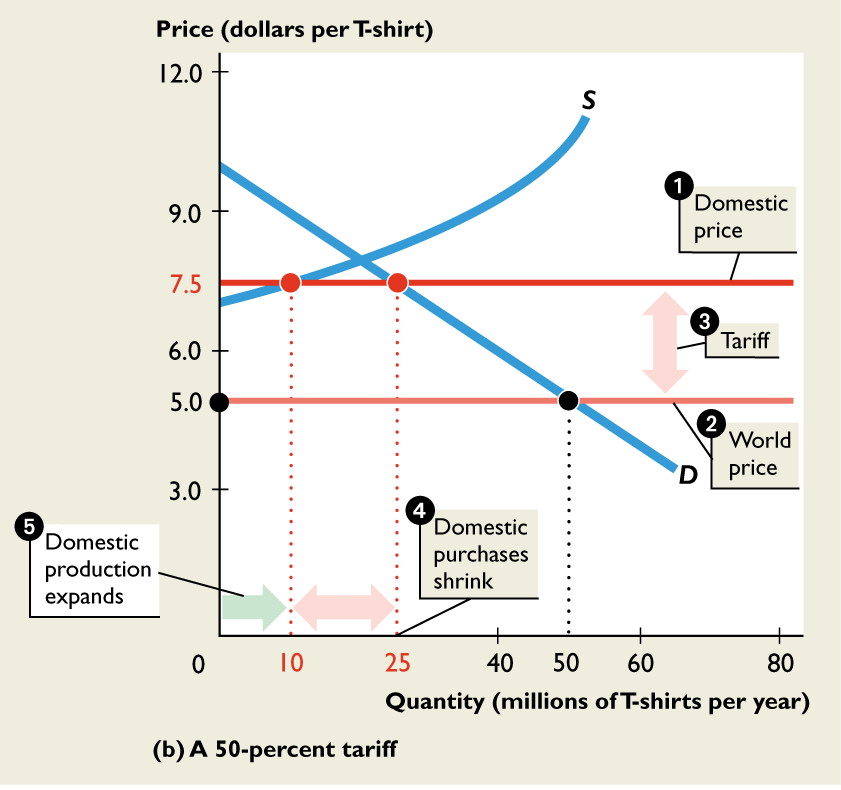 Price (dollars per T-shirt)
12.0
S
9.0
1
Domestic
price
7.5
3
Tariff
6.0
5.0
2
World
price
D
3.0
4
Domestic
purchases
shrink
5
Domestic
production
expands
0 10 25 40 50 60 80
Quantity (millions of T-shirts per year)
(b) A 50-percent tariff